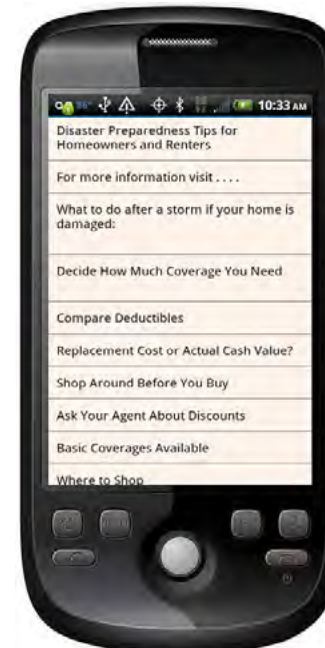 10:33 AM
Disaster Preparedness Tips for
Homeowners and Renters
For more information visit . . . .
What to do after a storm if your home is
damaged:
Decide How Much Coverage You Need
Compare Deductibles
Replacement Cost or Actual Cash Value?
Shop Around Before You Buy
Ask Your Agent About Discounts
Basic Coverages Available
Where to Shop